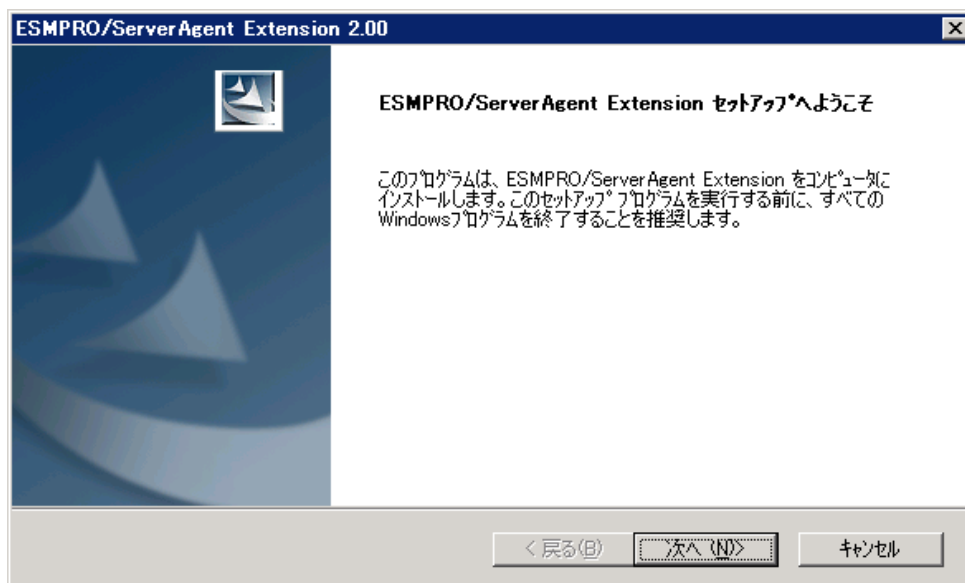 ESMPRO/ServerAgent Extension 2.00
ESMPRO/ServerAgent Extension ｾｯﾄｱｯﾌﾟへようこそ
このﾌﾟﾛｸﾞﾗﾑは、ESMPRO/ServerAgent Extension をｺﾝﾋﾟｭｰﾀに
ｲﾝｽﾄｰﾙします。このｾｯﾄｱｯﾌﾟ ﾌﾟﾛｸﾞﾗﾑを実行する前に、すべての
Windowsﾌﾟﾛｸﾞﾗﾑを終了することを推奨します。
< 戻る(B)
次へ (N)>
ｷｬﾝｾﾙ